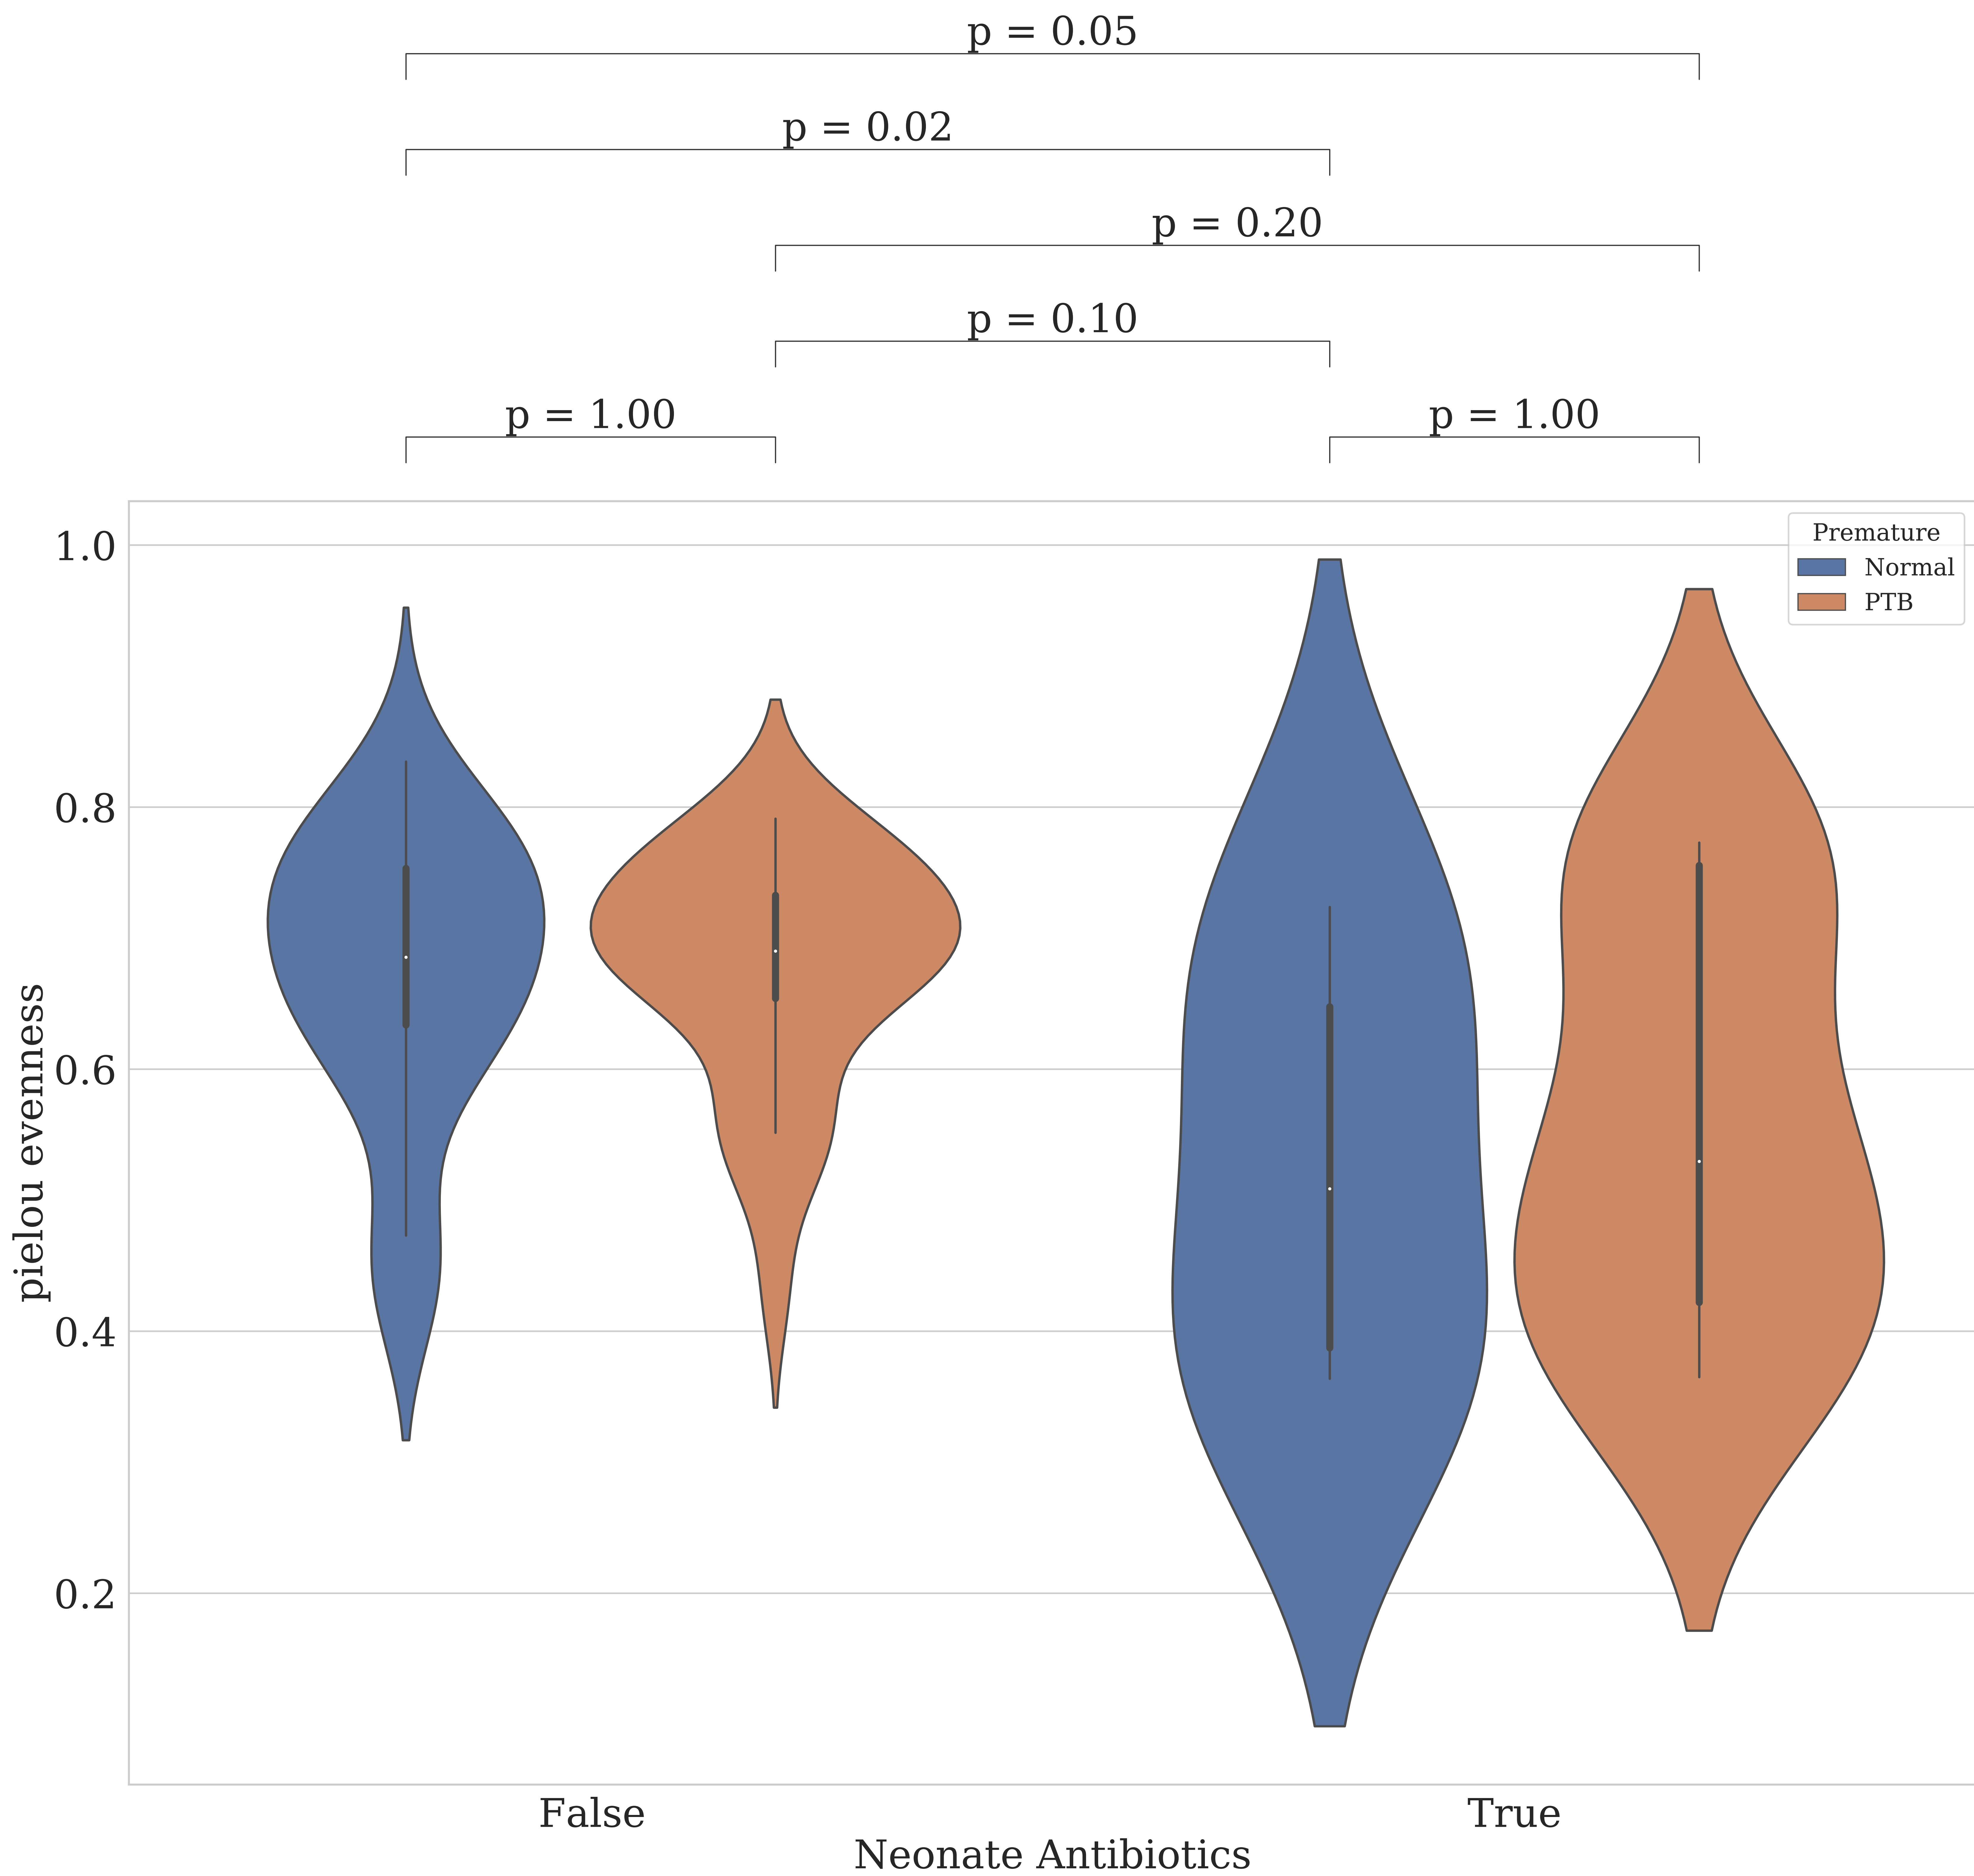 p = 0.05
p = 0.02
p = 0.20
p = 0.10
p = 1.00
p = 1.00
Premature
Normal
PTB
1.0
0.8
0.6
0.4
0.2
pielou evenness
False
True
Neonate Antibiotics